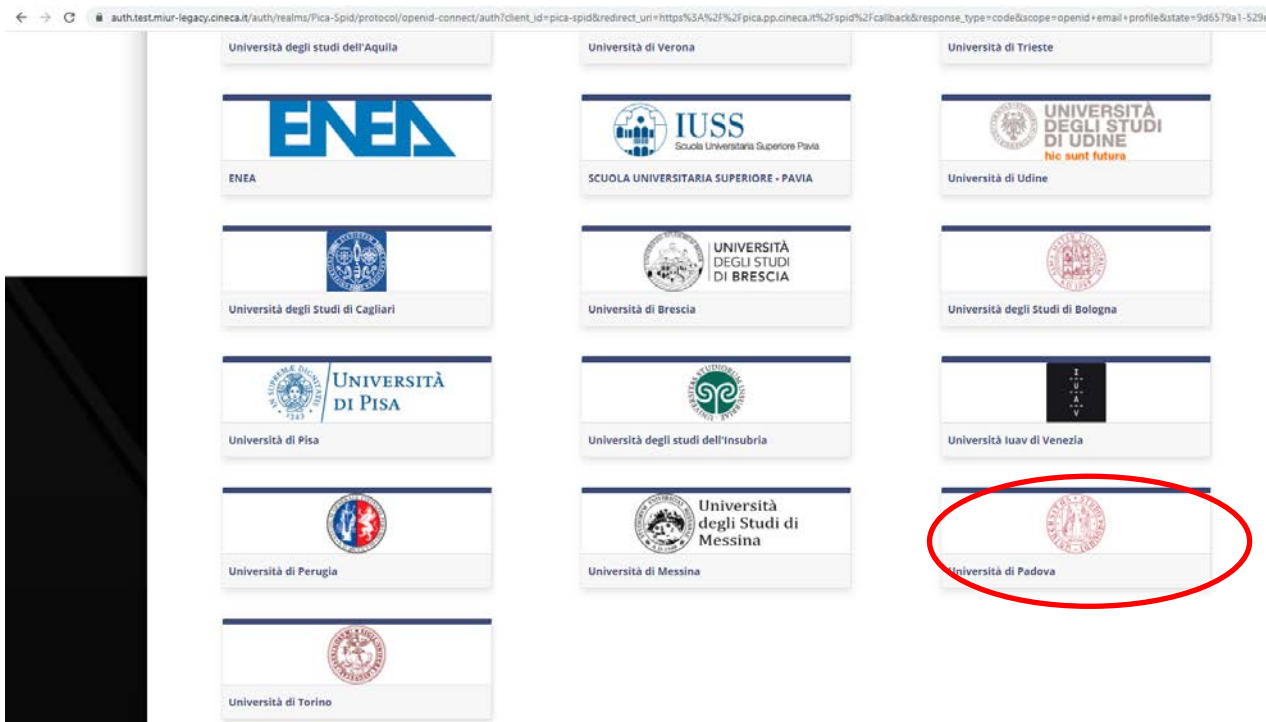 auth.test.miur-legacy.cineca.it/auth/realms/Pica-Spid/protocol/openid-connect/auth?client_id=pica-spid&redirect_uri=https%3A%2F%2Fpica.pp.cineca.it%2Fspid%2Fcallback&response_type=code&scope=openid+email+profile&state=9d6579a1-529e
Università degli studi dell'Aquila
Università di Verona
Università di Trieste
ENEA
IUSS
Scuola Universitaria Superiore Pavia
UNIVERSITÀ
DEGLI STUDI
DI UDINE
hic sunt futura
ENEA
SCUOLA UNIVERSITARIA SUPERIORE - PAVIA
Università di Udine
UNIVERSITÀ
DEGLI STUDI
DI BRESCIA
Università degli Studi di Cagliari
Università di Brescia
Università degli Studi di Bologna
UNIVERSITÀ
DI PISA
I
U
A
V
Università di Pisa
Università degli studi dell'Insubria
Università Iuav di Venezia
Università
degli Studi di
Messina
Università di Perugia
Università di Messina
Università di Padova
Università di Torino